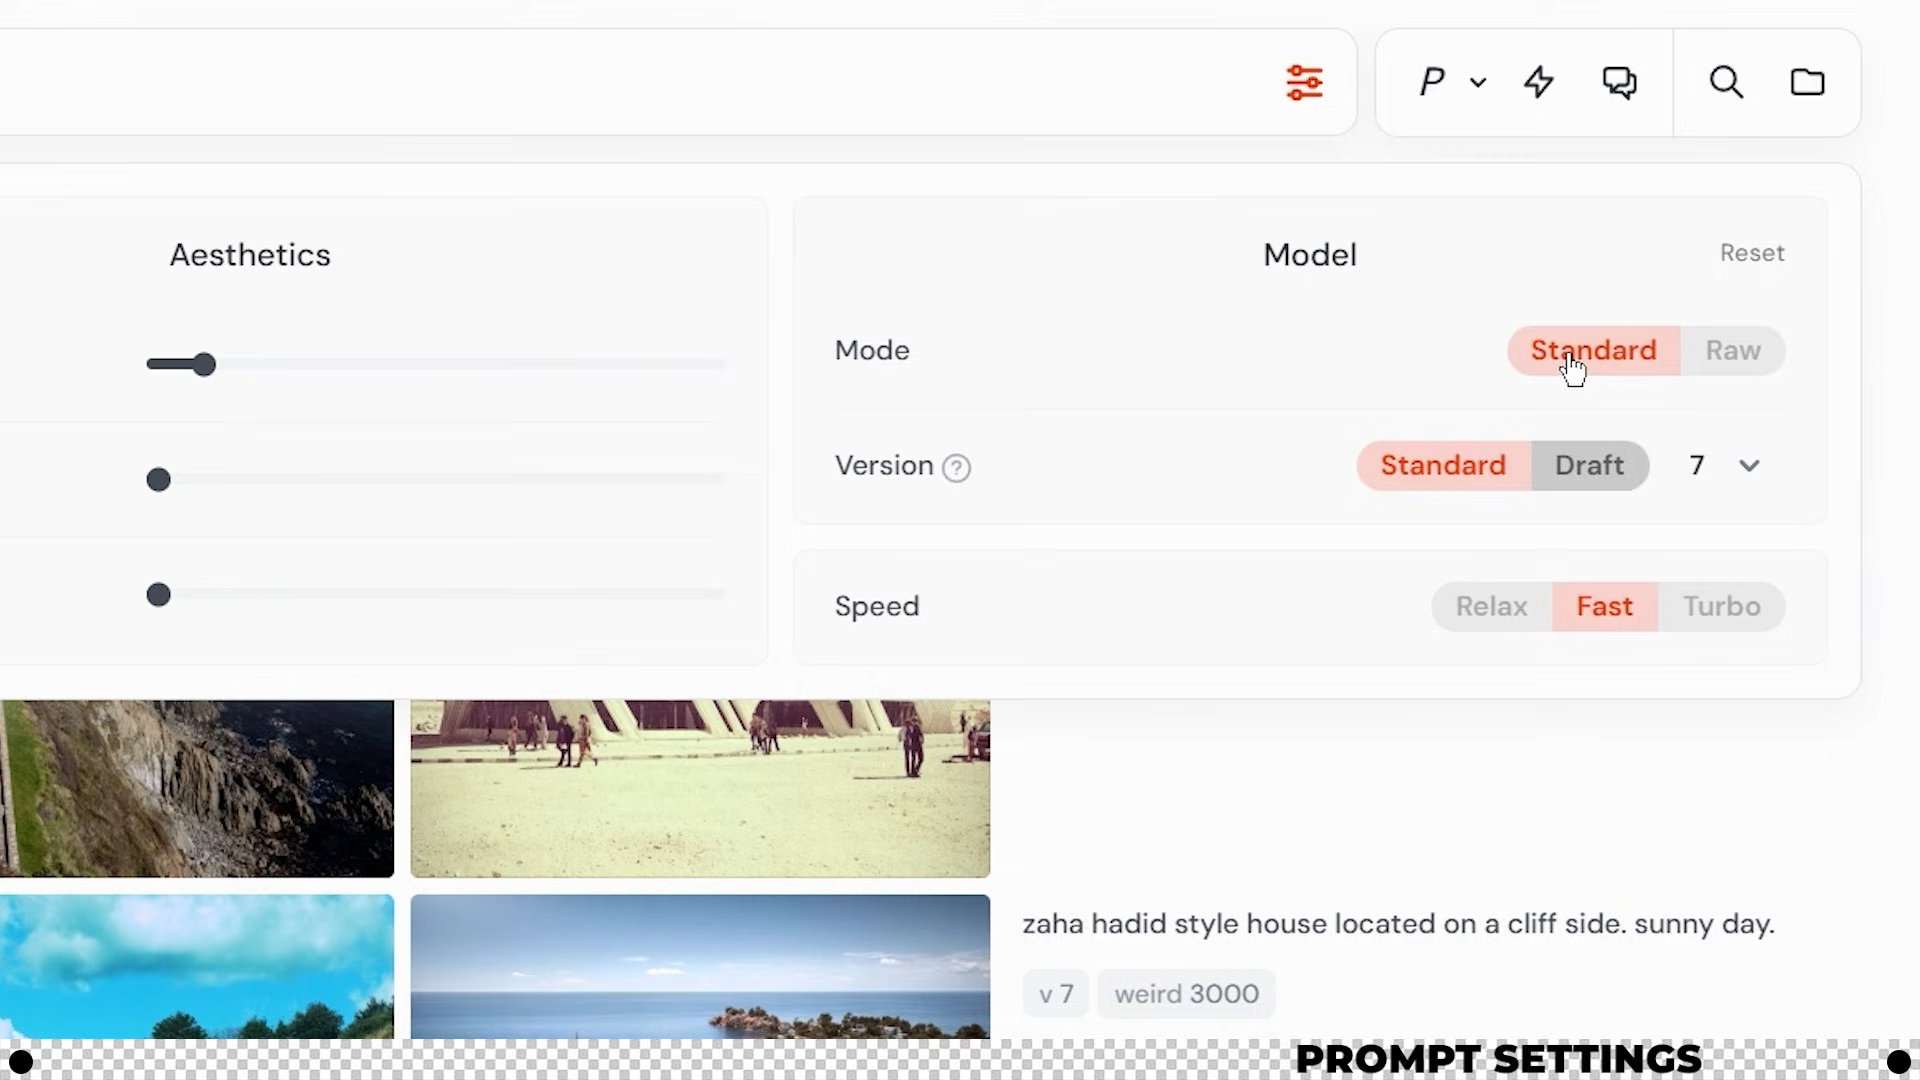 P
Aesthetics
Model
Reset
Mode
Standard
Raw
Version ?
Standard
Draft
7
Speed
Relax
Fast
Turbo
zaha hadid style house located on a cliff side. sunny day.
v 7
weird 3000
PROMPT SETTINGS